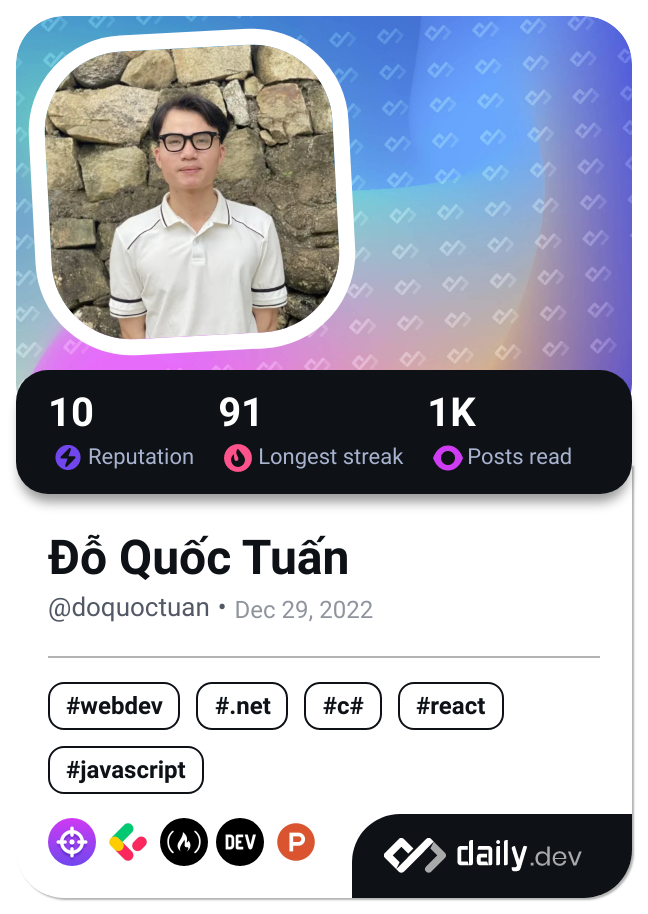 10 91 1K
Reputation Longest streak Posts read
Đỗ Quốc Tuấn
@doquoctuan • Dec 29, 2022
#webdev #.net #c# #react
#javascript
DEV P
daily.dev